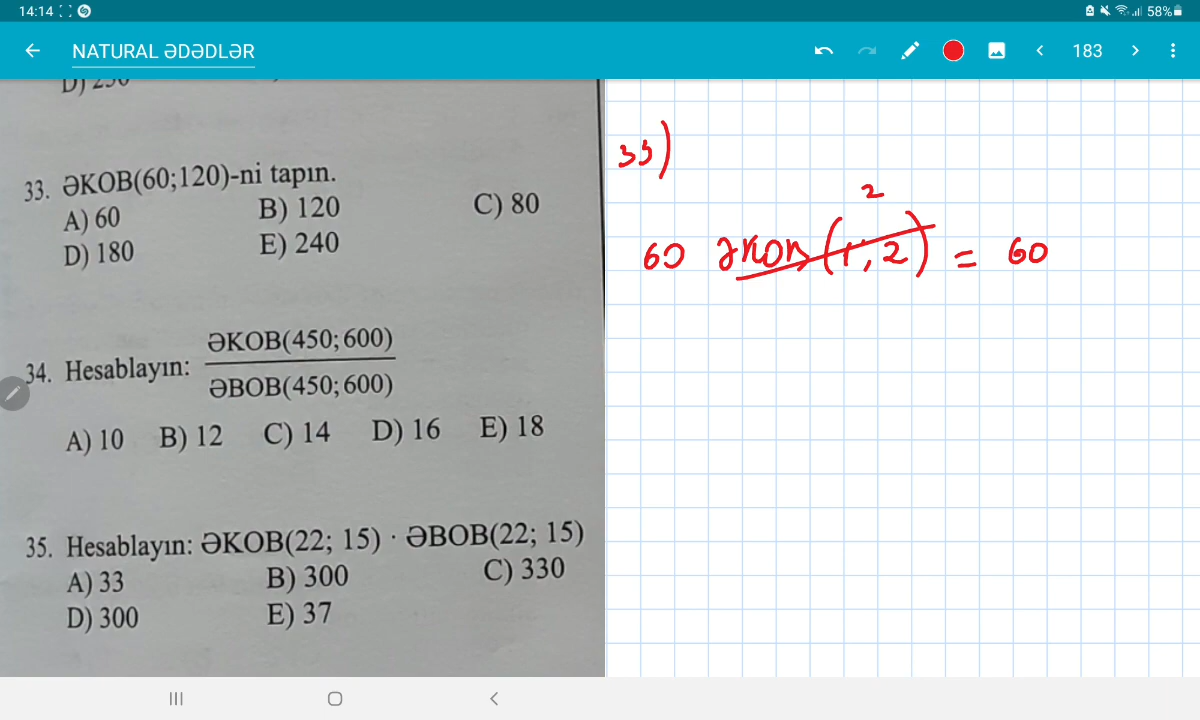 14:14
58%
NATURAL ƏDƏDLƏR
183
D) 250
33. ƏKOB(60;120)-ni tapın.
A) 60 B) 120 C) 80
D) 180 E) 240
34. Hesablayın: ƏKOB(450; 600)
ƏBOB(450; 600)
A) 10 B) 12 C) 14 D) 16 E) 18
35. Hesablayın: ƏKOB(22; 15) · ƏBOB(22; 15)
A) 33 B) 300 C) 330
D) 300 E) 37
33)
2
60 ƏKOB (1, 2) = 60